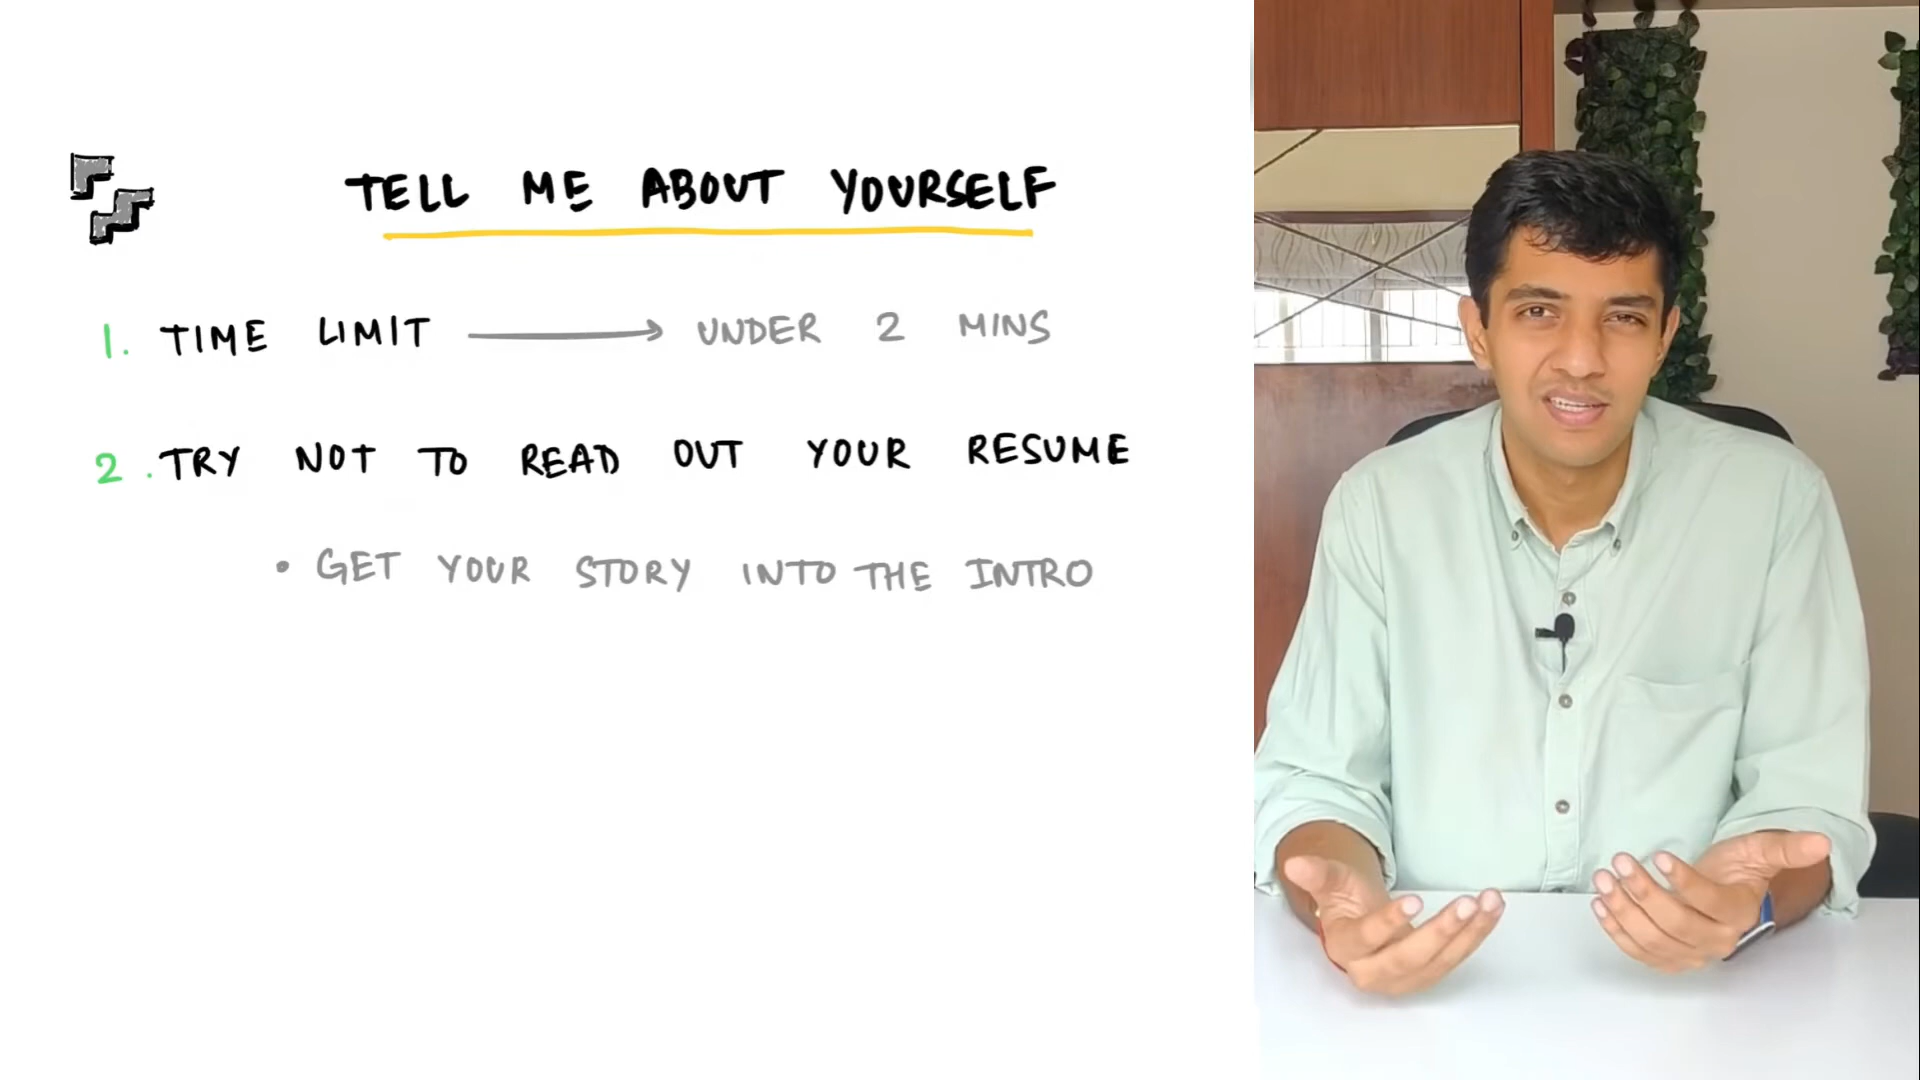 TELL ME ABOUT YOURSELF
1. TIME LIMIT → UNDER 2 MINS
2. TRY NOT TO READ OUT YOUR RESUME
• GET YOUR STORY INTO THE INTRO